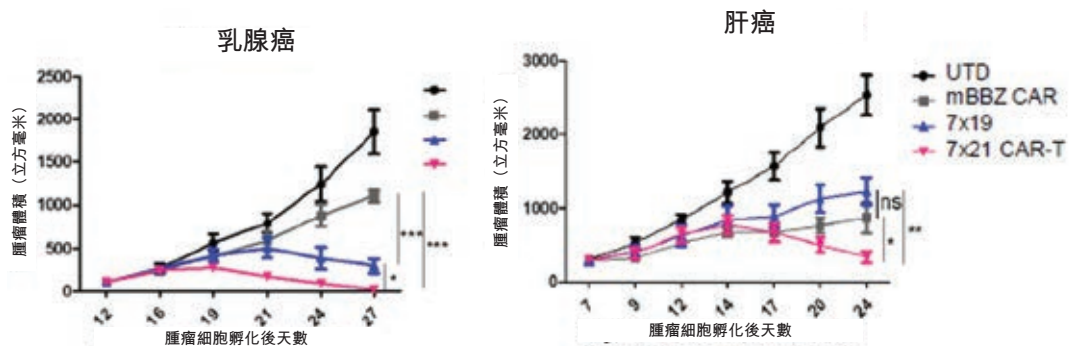 乳腺癌
肝癌
腫瘤體積（立方毫米）
2500
2000
1500
1000
500
0
12
16
19
21
24
27
腫瘤細胞孵化後天數
***
***
*
腫瘤體積（立方毫米）
3000
2000
1000
0
7
9
12
14
17
20
24
腫瘤細胞孵化後天數
ns
*
**
UTD
mBBZ CAR
7x19
7x21 CAR-T